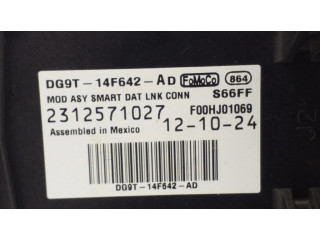 DG9T-14F642-AD FoMoCo 864
MOD ASY SMART DAT LNK CONN S66FF
2312571027 F00HJ01069
Assembled in Mexico 12-10-24
DG9T-14F642-AD